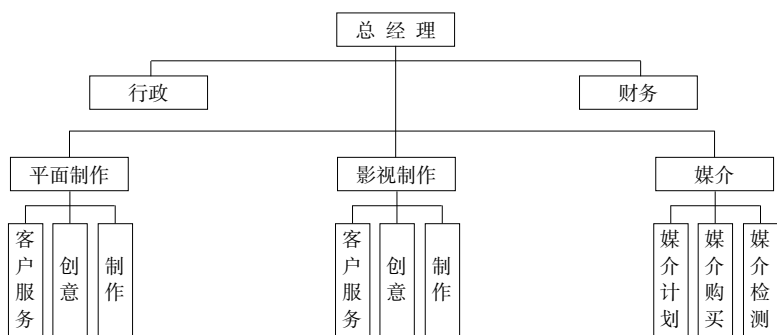 总经理
行政
财务
平面制作
影视制作
媒介
客户服务
创意
制作
客户服务
创意
制作
媒介计划
媒介购买
媒介检测